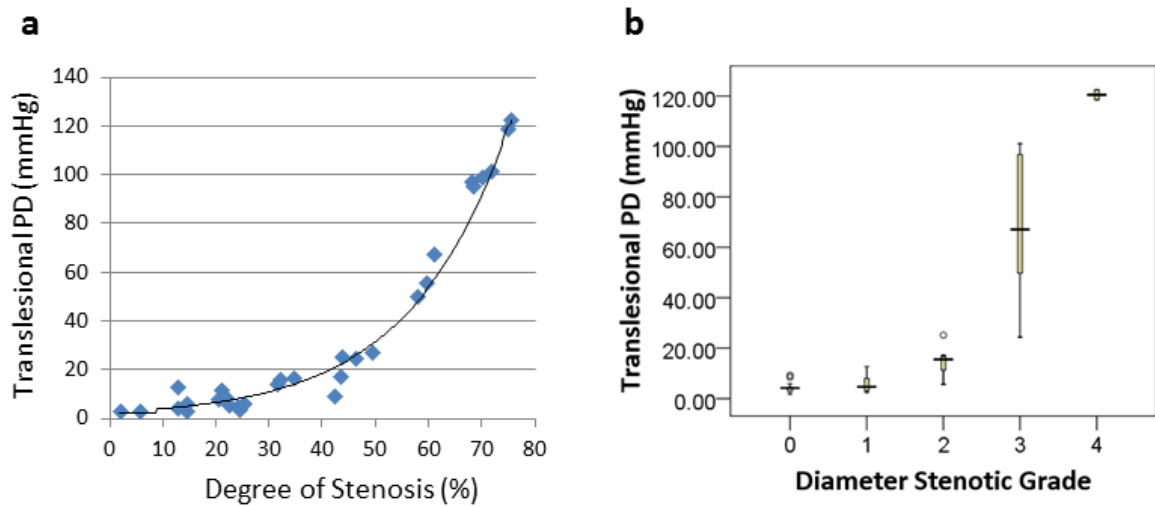 a
Translesional PD (mmHg)
140
120
100
80
60
40
20
0
0 10 20 30 40 50 60 70 80
Degree of Stenosis (%)
b
Translesional PD (mmHg)
120.00
100.00
80.00
60.00
40.00
20.00
0.00
0 1 2 3 4
Diameter Stenotic Grade